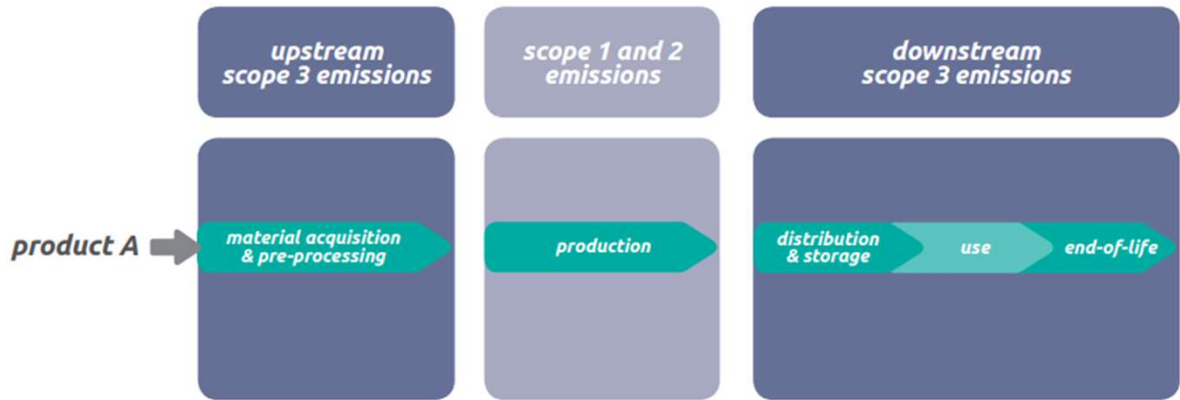 upstream
scope 3 emissions
scope 1 and 2
emissions
downstream
scope 3 emissions
product A
material acquisition
& pre-processing
production
distribution
& storage
use
end-of-life